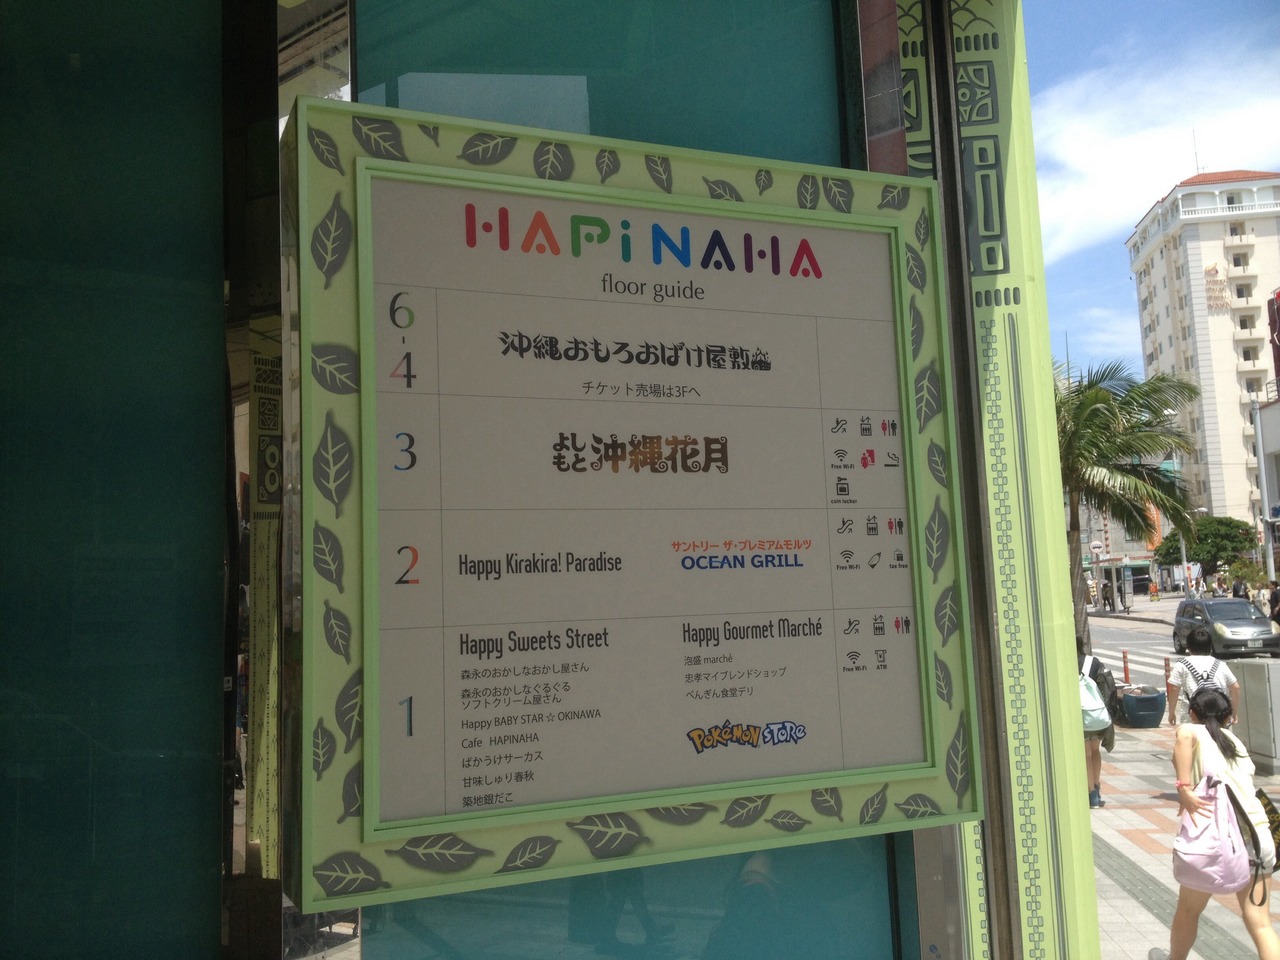 HAPiNAHA
floor guide
6
-
4
沖縄おもろおばけ屋敷
チケット売場は3Fへ
3
よしもと沖縄花月
Free Wi-Fi
coin locker
2
Happy Kirakira! Paradise
サントリー ザ・プレミアムモルツ
OCEAN GRILL
Free Wi-Fi
tax free
1
Happy Sweets Street
森永のおかしなおかし屋さん
森永のおかしなぐるぐる
ソフトクリーム屋さん
Happy BABY STAR☆OKINAWA
Cafe HAPINAHA
ばかうけサーカス
甘味しゅり春秋
築地銀だこ
Happy Gourmet Marché
泡盛 marché
忠孝マイブレンドショップ
ぺんぎん食堂デリ
POKéMON STORE
Free Wi-Fi
ATM